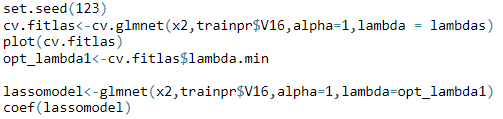 set.seed(123)
cv.fitlas<-cv.glmnet(x2,trainpr$V16,alpha=1,lambda = lambdas)
plot(cv.fitlas)
opt_lambda1<-cv.fitlas$lambda.min
lassomodel<-glmnet(x2,trainpr$V16,alpha=1,lambda=opt_lambda1)
coef(lassomodel)